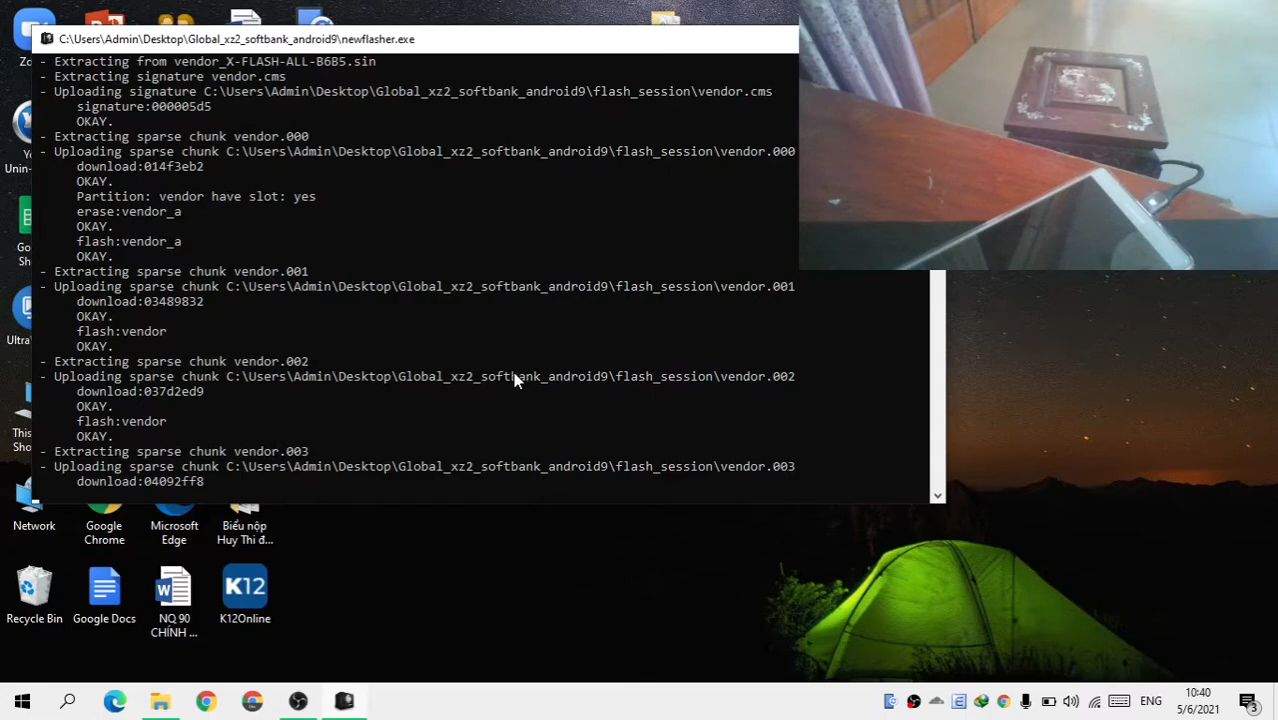 C:\Users\Admin\Desktop\Global_xz2_softbank_android9\newflasher.exe
- Extracting from vendor_X-FLASH-ALL-B6B5.sin
- Extracting signature vendor.cms
- Uploading signature C:\Users\Admin\Desktop\Global_xz2_softbank_android9\flash_session\vendor.cms
signature:000005d5
OKAY.
- Extracting sparse chunk vendor.000
- Uploading sparse chunk C:\Users\Admin\Desktop\Global_xz2_softbank_android9\flash_session\vendor.000
download:014f3eb2
OKAY.
Partition: vendor have slot: yes
erase:vendor_a
OKAY.
flash:vendor_a
OKAY.
- Extracting sparse chunk vendor.001
- Uploading sparse chunk C:\Users\Admin\Desktop\Global_xz2_softbank_android9\flash_session\vendor.001
download:03489832
OKAY.
flash:vendor
OKAY.
- Extracting sparse chunk vendor.002
- Uploading sparse chunk C:\Users\Admin\Desktop\Global_xz2_softbank_android9\flash_session\vendor.002
download:037d2ed9
OKAY.
flash:vendor
OKAY.
- Extracting sparse chunk vendor.003
- Uploading sparse chunk C:\Users\Admin\Desktop\Global_xz2_softbank_android9\flash_session\vendor.003
download:04092ff8
Network
Google
Chrome
Microsoft
Edge
Biểu nộp
Huy Thi đ...
K12
Recycle Bin
Google Docs
NQ 90
CHÍNH ...
K12Online
ENG
10:40
5/6/2021
3